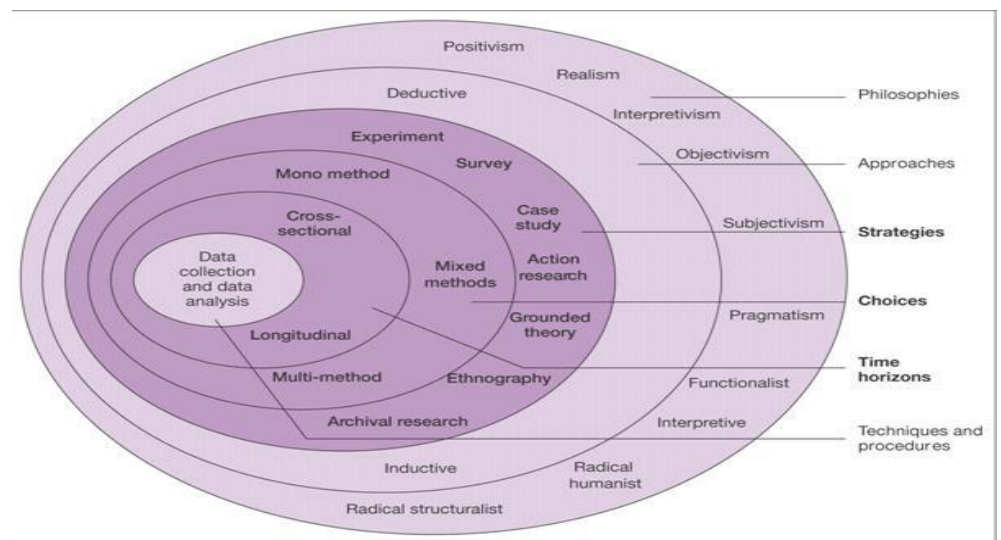 Positivism
Realism
Philosophies
Deductive
Interpretivism
Experiment
Objectivism
Approaches
Survey
Mono method
Case
study
Cross-
sectional
Subjectivism
Strategies
Data
collection
and data
analysis
Mixed
methods
Action
research
Choices
Grounded
theory
Pragmatism
Longitudinal
Time
horizons
Multi-method
Ethnography
Functionalist
Archival research
Interpretive
Techniques and
procedures
Inductive
Radical
humanist
Radical structuralist